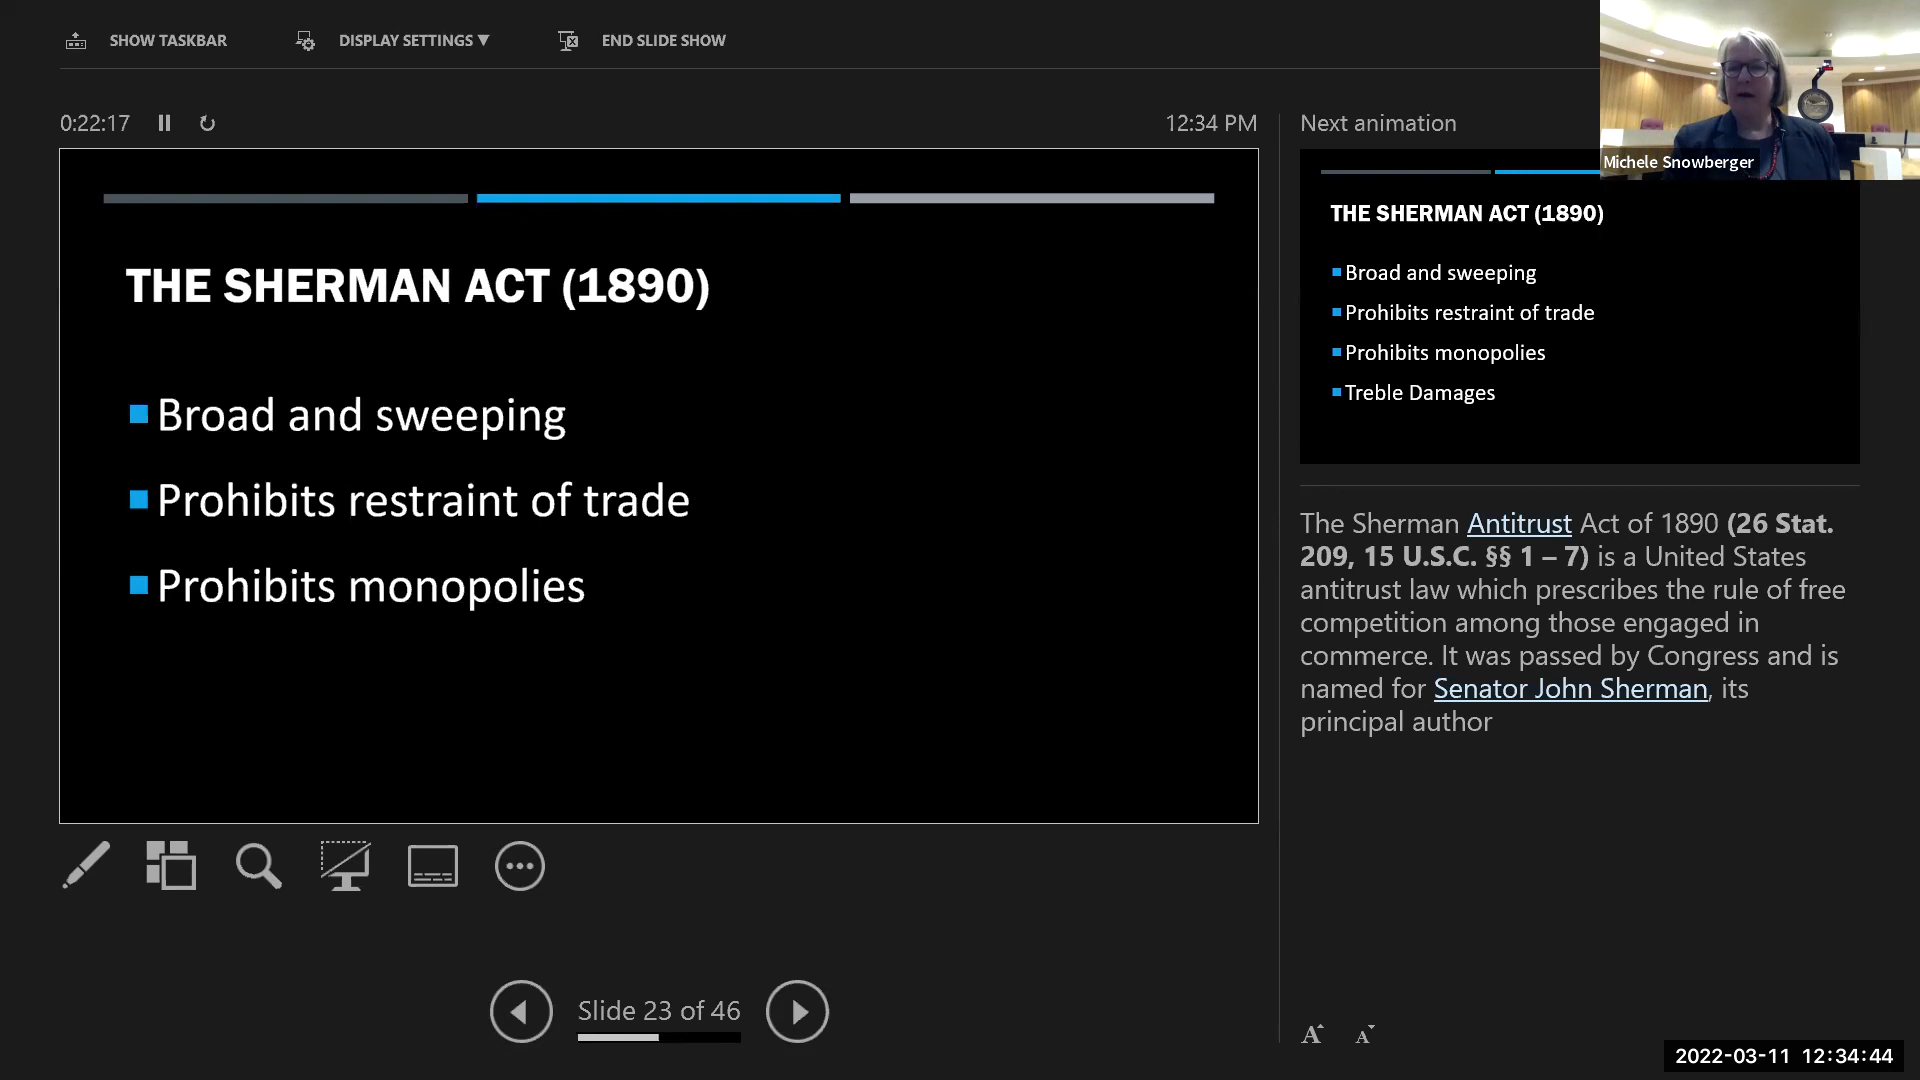 SHOW TASKBAR
DISPLAY SETTINGS ▼
END SLIDE SHOW
0:22:17
12:34 PM
THE SHERMAN ACT (1890)
Broad and sweeping
Prohibits restraint of trade
Prohibits monopolies
Slide 23 of 46
Next animation
Michele Snowberger
THE SHERMAN ACT (1890)
Broad and sweeping
Prohibits restraint of trade
Prohibits monopolies
Treble Damages
The Sherman Antitrust Act of 1890 (26 Stat.
209, 15 U.S.C. §§ 1 – 7) is a United States
antitrust law which prescribes the rule of free
competition among those engaged in
commerce. It was passed by Congress and is
named for Senator John Sherman, its
principal author
A A
2022-03-11 12:34:44